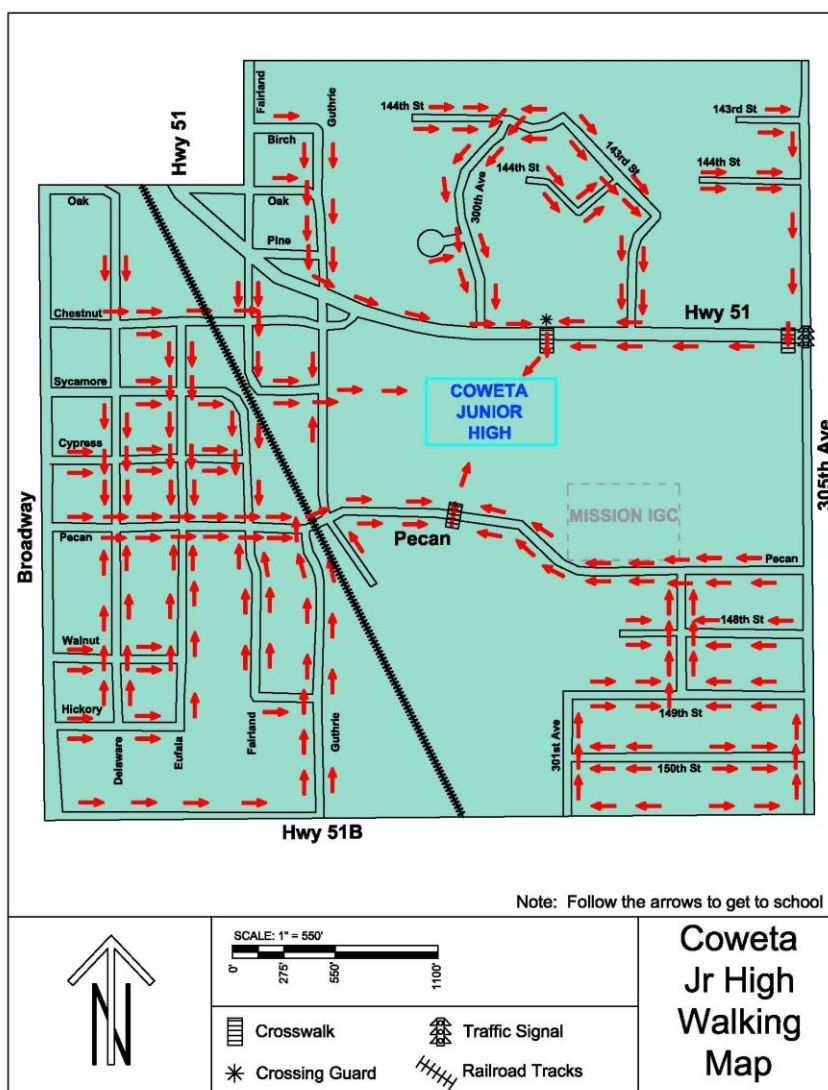 Fairland
Guthrie
Hwy 51
Birch
Oak
Oak
Pine
144th St
144th St
143rd St
300th Ave
143rd St
144th St
Chestnut
Hwy 51
Sycamore
COWETA
JUNIOR
HIGH
Cypress
Broadway
305th Ave
MISSION IGC
Pecan
Pecan
Pecan
Walnut
148th St
Hickory
149th St
Delaware
Eufala
Fairland
Guthrie
301st Ave
150th St
Hwy 51B
Note: Follow the arrows to get to school
N
SCALE: 1" = 550'
0'
275'
550'
1100'
Crosswalk
Traffic Signal
Crossing Guard
Railroad Tracks
Coweta
Jr High
Walking
Map